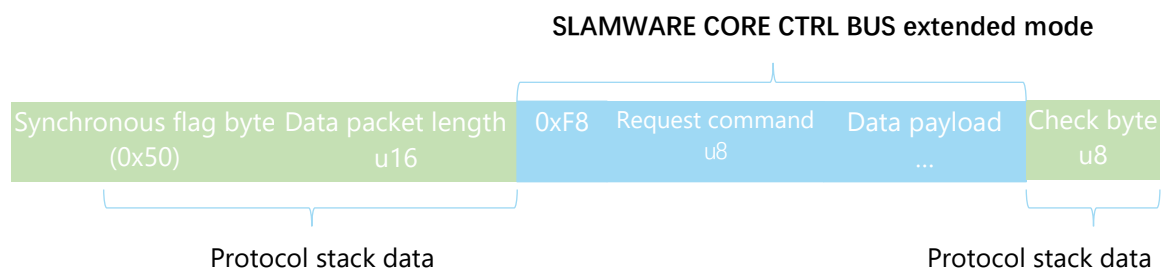 SLAMWARE CORE CTRL BUS extended mode
Synchronous flag byte Data packet length 0xF8 Request command Data payload Check byte
(0x50) u16 u8 ... u8
Protocol stack data Protocol stack data